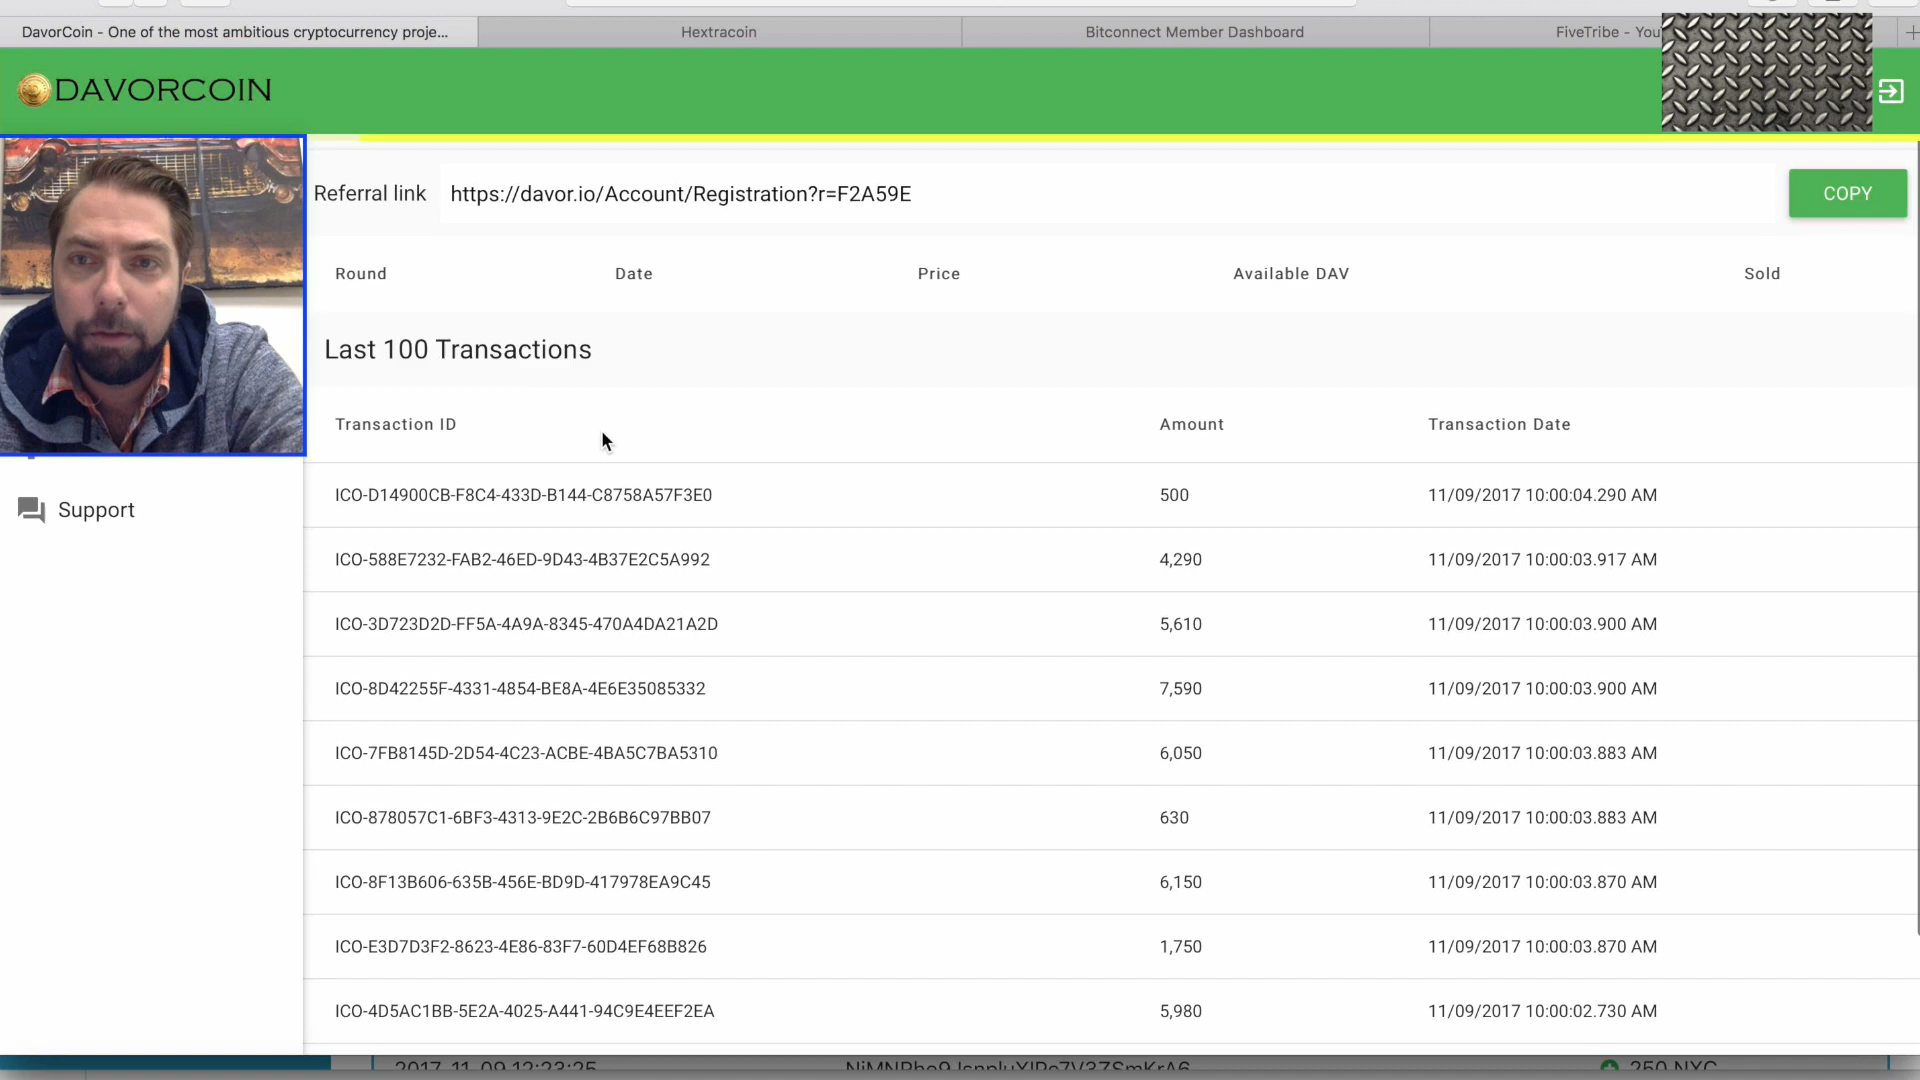 DavorCoin - One of the most ambitious cryptocurrency proje...
Hextracoin
Bitconnect Member Dashboard
FiveTribe - You
DAVORCOIN
Referral link
https://davor.io/Account/Registration?r=F2A59E
COPY
Round Date Price Available DAV Sold
Last 100 Transactions
Transaction ID Amount Transaction Date
ICO-D14900CB-F8C4-433D-B144-C8758A57F3E0 500 11/09/2017 10:00:04.290 AM
Support
ICO-588E7232-FAB2-46ED-9D43-4B37E2C5A992 4,290 11/09/2017 10:00:03.917 AM
ICO-3D723D2D-FF5A-4A9A-8345-470A4DA21A2D 5,610 11/09/2017 10:00:03.900 AM
ICO-8D42255F-4331-4854-BE8A-4E6E35085332 7,590 11/09/2017 10:00:03.900 AM
ICO-7FB8145D-2D54-4C23-ACBE-4BA5C7BA5310 6,050 11/09/2017 10:00:03.883 AM
ICO-878057C1-6BF3-4313-9E2C-2B6B6C97BB07 630 11/09/2017 10:00:03.883 AM
ICO-8F13B606-635B-456E-BD9D-417978EA9C45 6,150 11/09/2017 10:00:03.870 AM
ICO-E3D7D3F2-8623-4E86-83F7-60D4EF68B826 1,750 11/09/2017 10:00:03.870 AM
ICO-4D5AC1BB-5E2A-4025-A441-94C9E4EEF2EA 5,980 11/09/2017 10:00:02.730 AM
2017-11-09 12:23:25 250 NYC